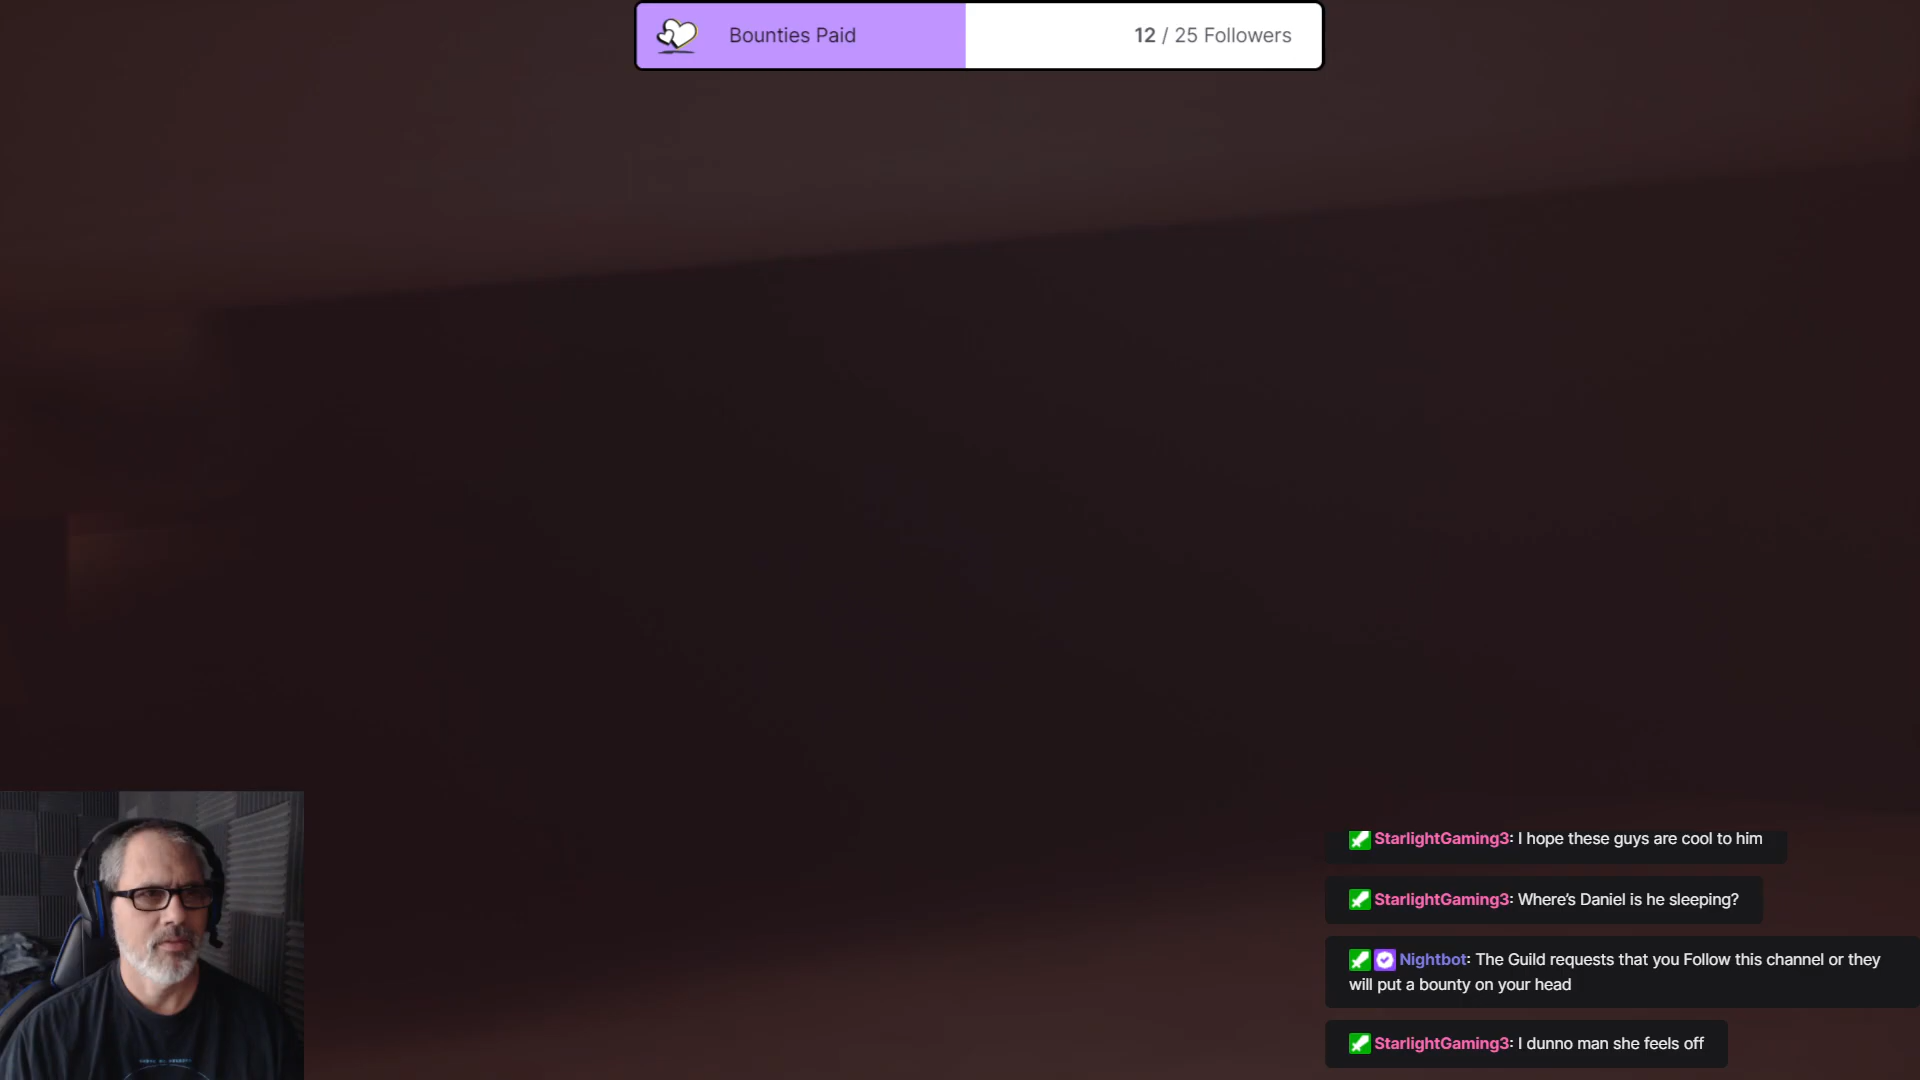 Bounties Paid 12 / 25 Followers
StarlightGaming3: I hope these guys are cool to him
StarlightGaming3: Where's Daniel is he sleeping?
Nightbot: The Guild requests that you Follow this channel or they
will put a bounty on your head
StarlightGaming3: I dunno man she feels off